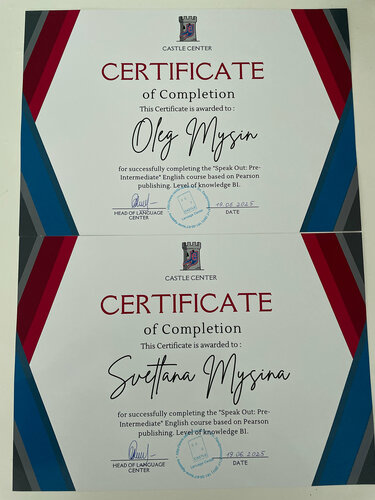 CASTLE CENTER
CERTIFICATE
of Completion
This Certificate is awarded to :
Oleg Mysin
for successfully completing the "Speak Out: Pre-
Intermediate" English course based on Pearson
publishing. Level of knowledge B1.
19.06.2025
HEAD OF LANGUAGE
CENTER
DATE
CASTLE CENTER
CERTIFICATE
of Completion
This Certificate is awarded to :
Svetlana Mysina
for successfully completing the "Speak Out: Pre-
Intermediate" English course based on Pearson
publishing. Level of knowledge B1.
19.06.2025
HEAD OF LANGUAGE
CENTER
DATE